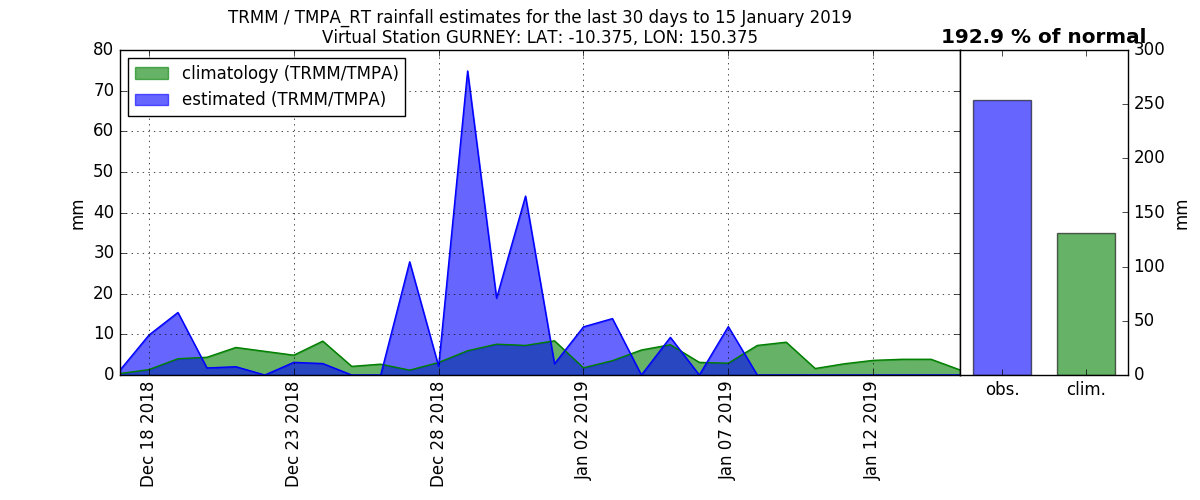 TRMM / TMPA_RT rainfall estimates for the last 30 days to 15 January 2019
Virtual Station GURNEY: LAT: -10.375, LON: 150.375
192.9 % of normal
climatology (TRMM/TMPA)
estimated (TRMM/TMPA)
80
70
60
50
40
30
20
10
0
mm
Dec 18 2018
Dec 23 2018
Dec 28 2018
Jan 02 2019
Jan 07 2019
Jan 12 2019
300
250
200
150
100
50
0
mm
obs.
clim.